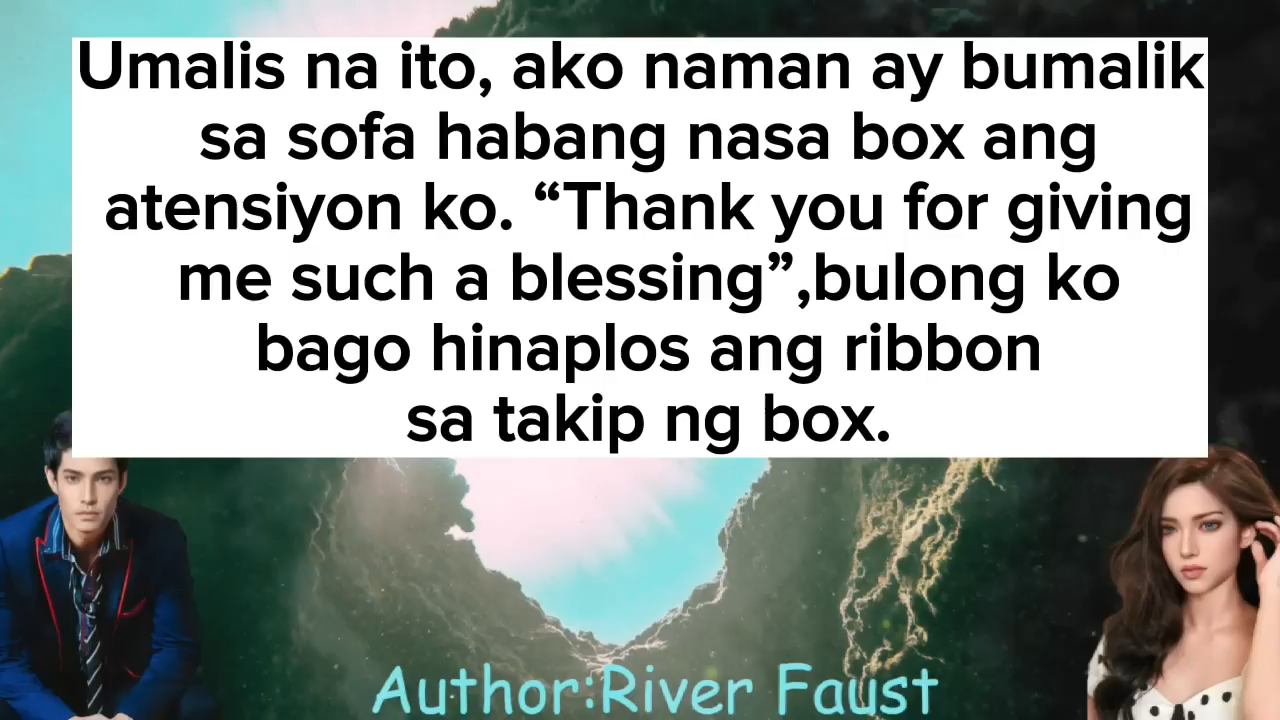 Umalis na ito, ako naman ay bumalik
sa sofa habang nasa box ang
atensiyon ko. “Thank you for giving
me such a blessing”,bulong ko
bago hinaplos ang ribbon
sa takip ng box.
Author:River Faust